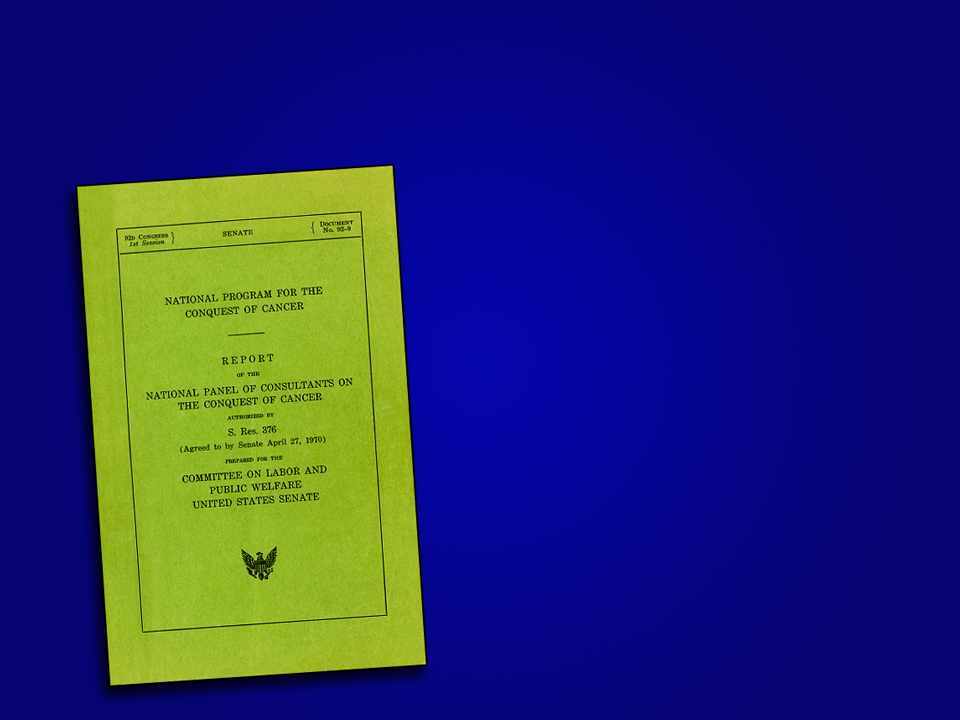 92D CONGRESS
1st Session
SENATE
DOCUMENT
No. 92-9
NATIONAL PROGRAM FOR THE
CONQUEST OF CANCER
REPORT
OF THE
NATIONAL PANEL OF CONSULTANTS ON
THE CONQUEST OF CANCER
AUTHORIZED BY
S. Res. 376
(Agreed to by Senate April 27, 1970)
PREPARED FOR THE
COMMITTEE ON LABOR AND
PUBLIC WELFARE
UNITED STATES SENATE